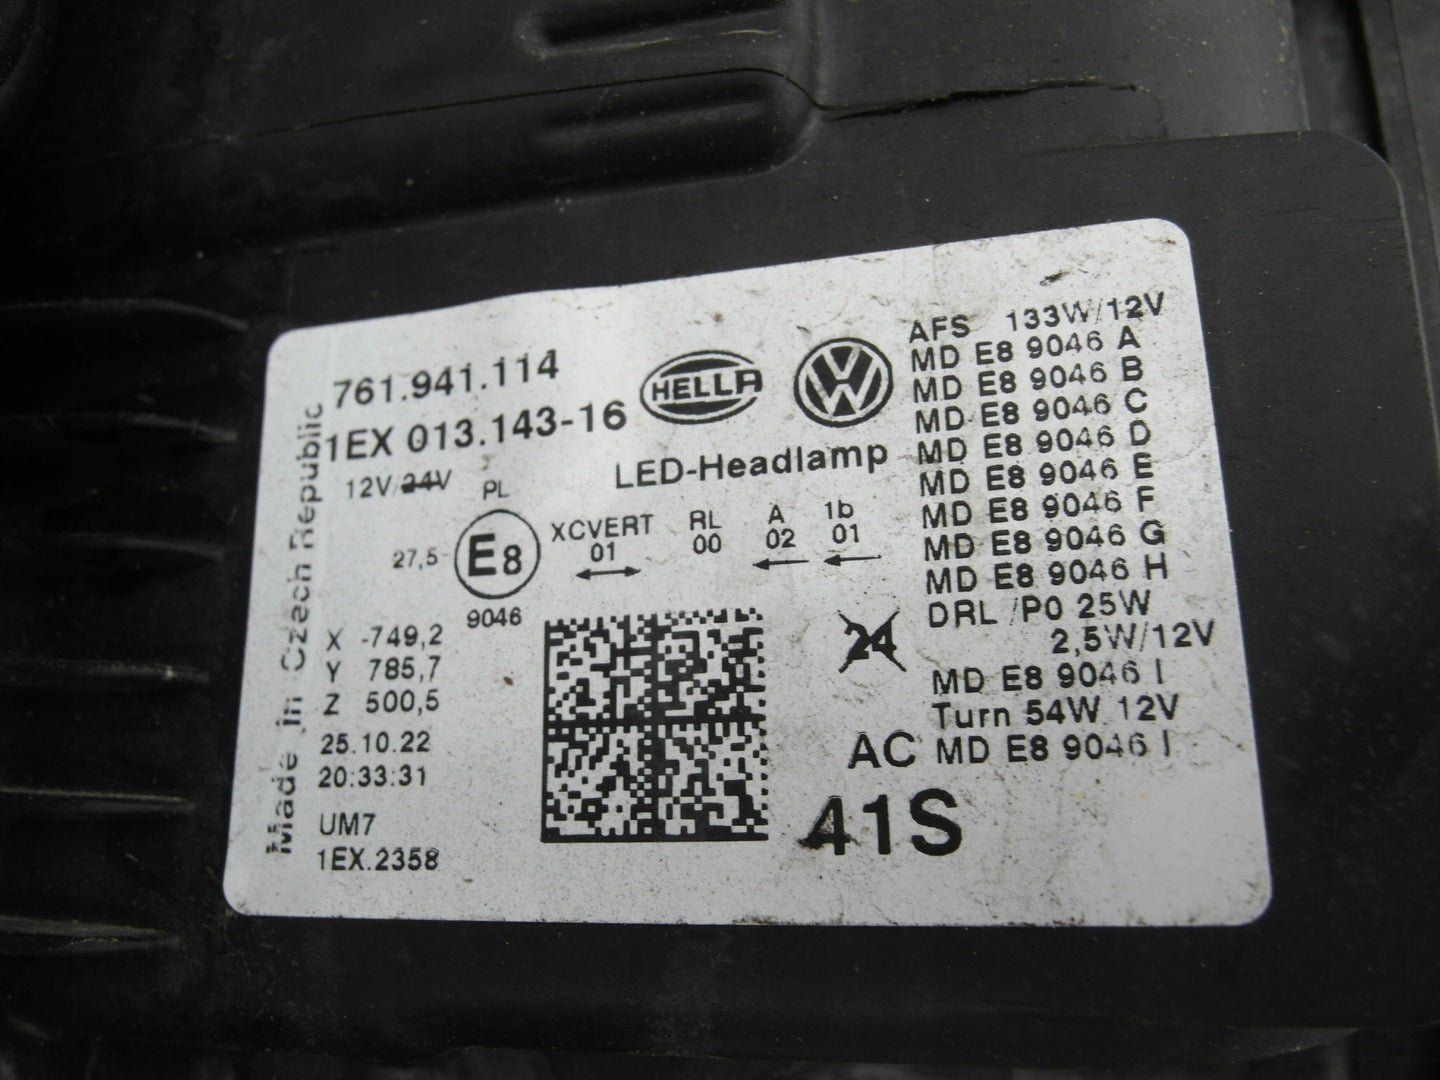 Made in Czech Republic
761.941.114
1EX 013.143-16
12V/24V
PL
HELLA
VW
LED-Headlamp
27,5
E8
9046
XCVERT RL A 1b
01 00 02 01
X -749,2
Y 785,7
Z 500,5
25.10.22
20:33:31
UM7
1EX.2358
24
AC
41S
AFS 133W/12V
MD E8 9046 A
MD E8 9046 B
MD E8 9046 C
MD E8 9046 D
MD E8 9046 E
MD E8 9046 F
MD E8 9046 G
MD E8 9046 H
DRL /P0 25W
2,5W/12V
MD E8 9046 I
Turn 54W 12V
MD E8 9046 I